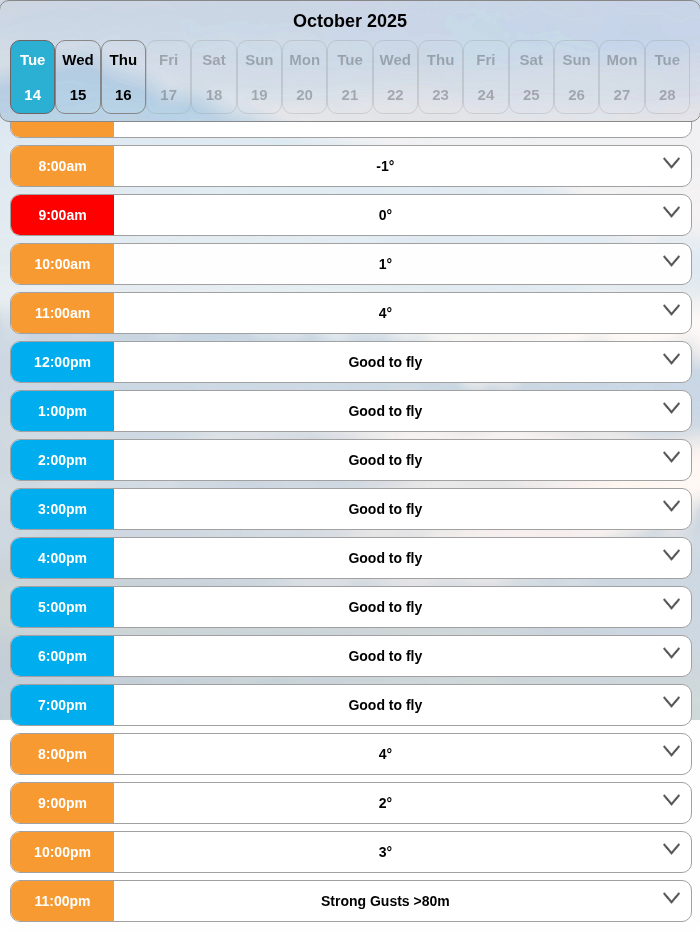 October 2025
Tue Wed Thu Fri Sat Sun Mon Tue Wed Thu Fri Sat Sun Mon Tue
14 15 16 17 18 19 20 21 22 23 24 25 26 27 28
8:00am -1°
9:00am 0°
10:00am 1°
11:00am 4°
12:00pm Good to fly
1:00pm Good to fly
2:00pm Good to fly
3:00pm Good to fly
4:00pm Good to fly
5:00pm Good to fly
6:00pm Good to fly
7:00pm Good to fly
8:00pm 4°
9:00pm 2°
10:00pm 3°
11:00pm Strong Gusts >80m